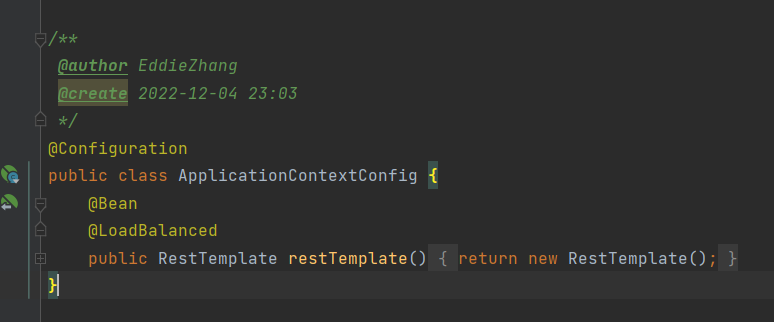 /**
@author EddieZhang
@create 2022-12-04 23:03
*/
@Configuration
public class ApplicationContextConfig {
@Bean
@LoadBalanced
public RestTemplate restTemplate() { return new RestTemplate(); }
}